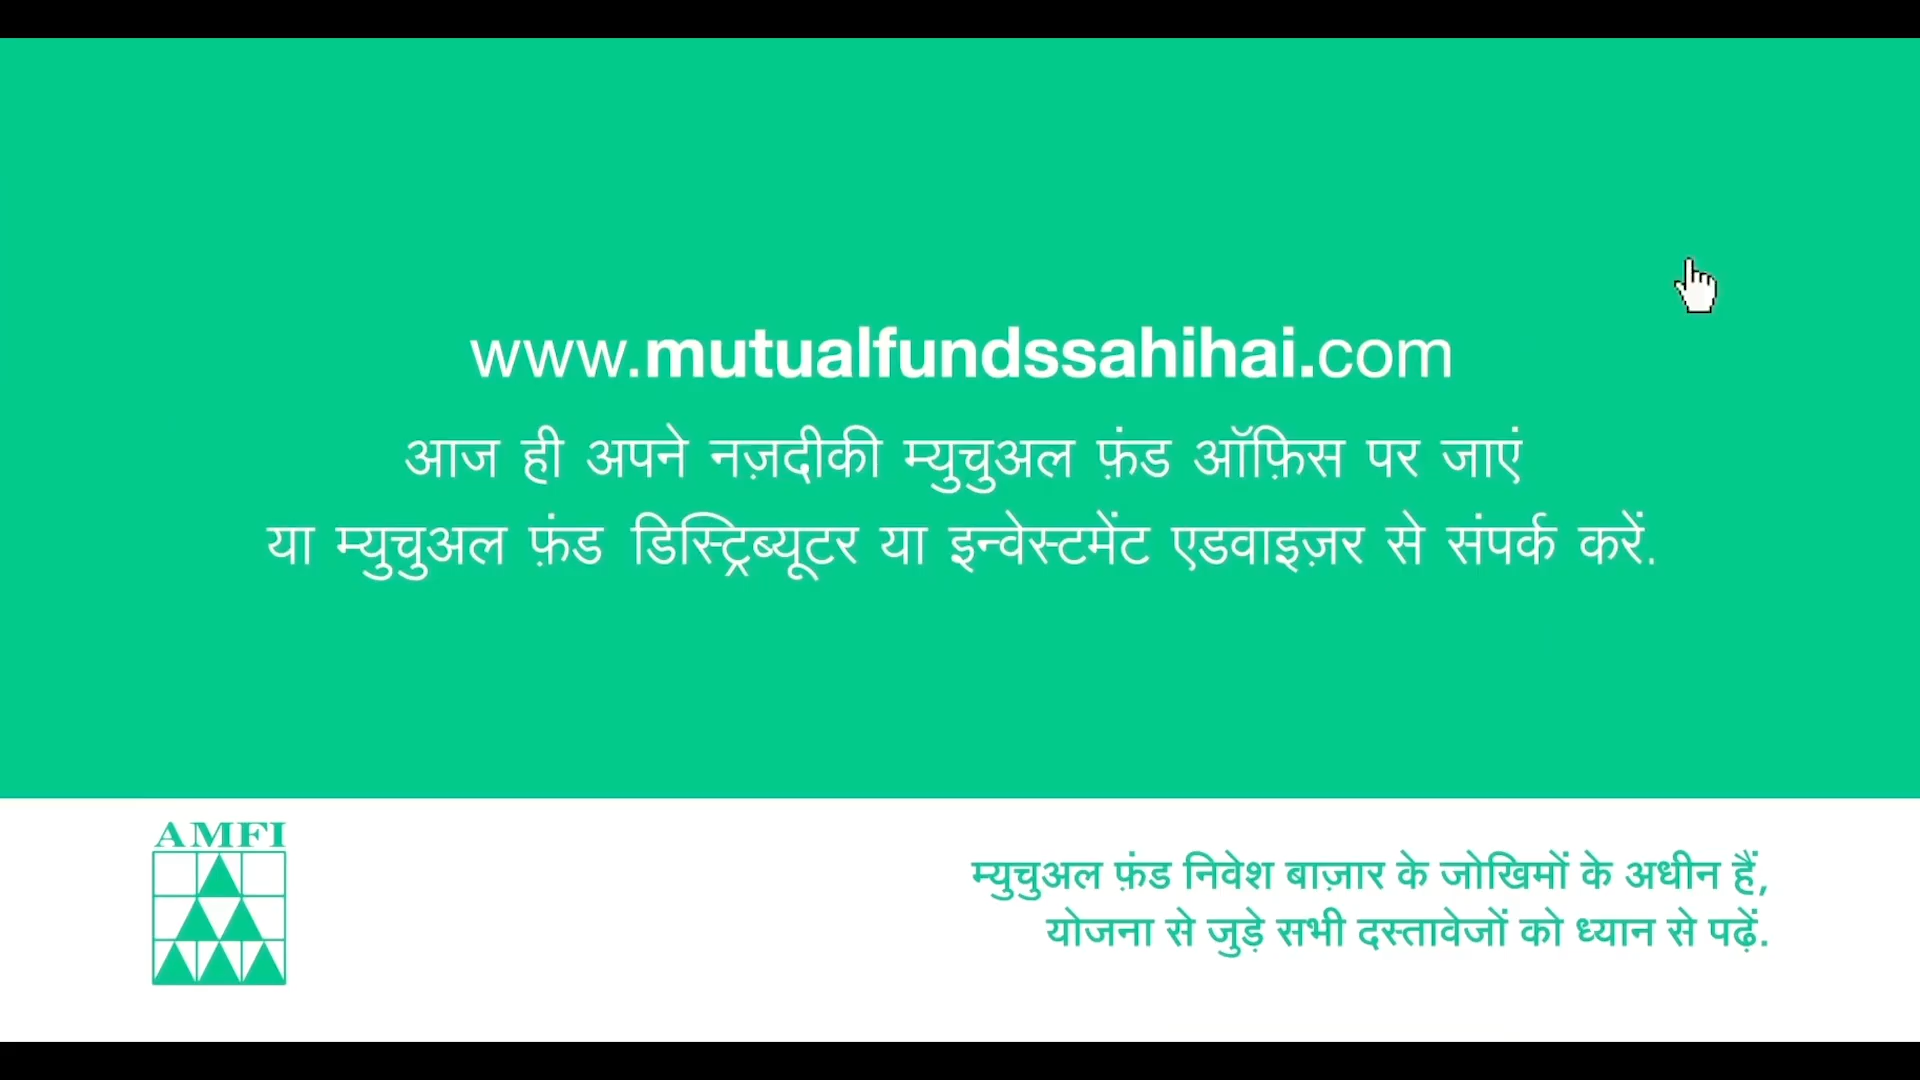 www.mutualfundssahihai.com
आज ही अपने नज़दीकी म्युचुअल फ़ंड ऑफ़िस पर जाएं
या म्युचुअल फ़ंड डिस्ट्रिब्यूटर या इन्वेस्टमेंट एडवाइज़र से संपर्क करें.
AMFI
म्युचुअल फ़ंड निवेश बाज़ार के जोखिमों के अधीन हैं,
योजना से जुड़े सभी दस्तावेजों को ध्यान से पढ़ें.